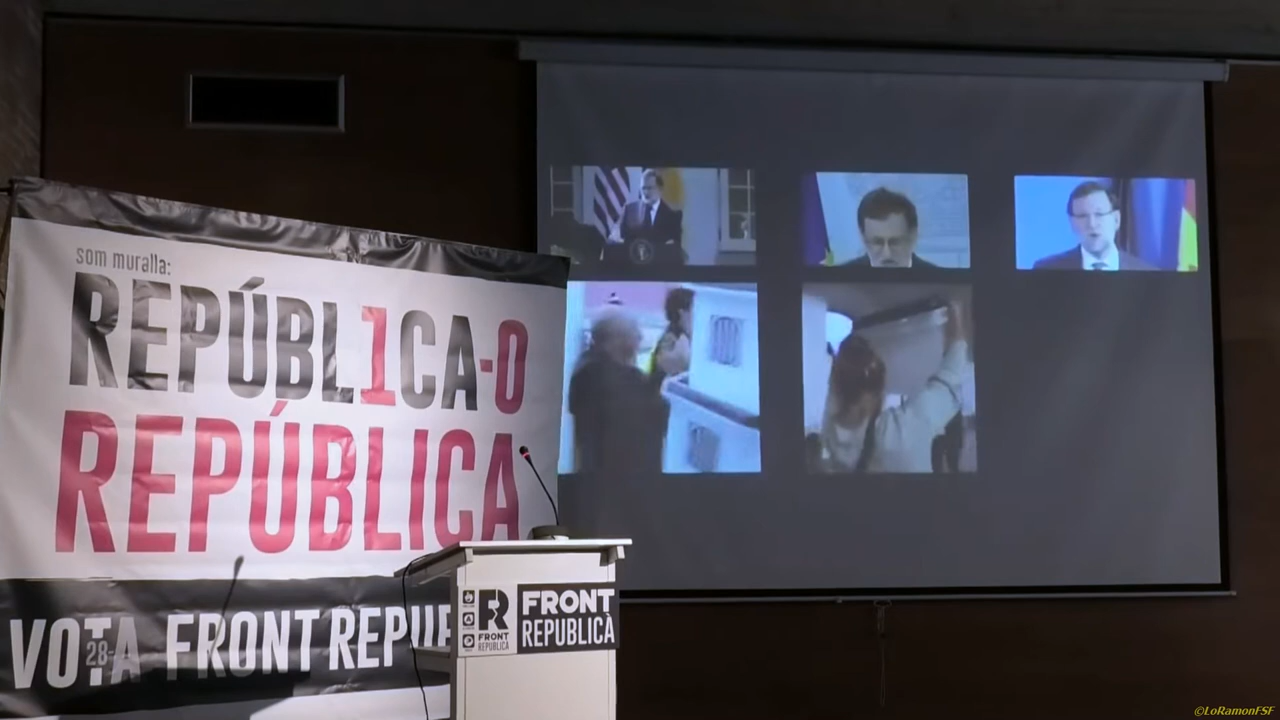 som muralla:
REPÚBL1CA-O
REPÚBLICA
VOTA FRONT REPU
28-A
R
FRONT
REPUBLICÀ
FRONT
REPUBLICÀ
©LoRamonFSF